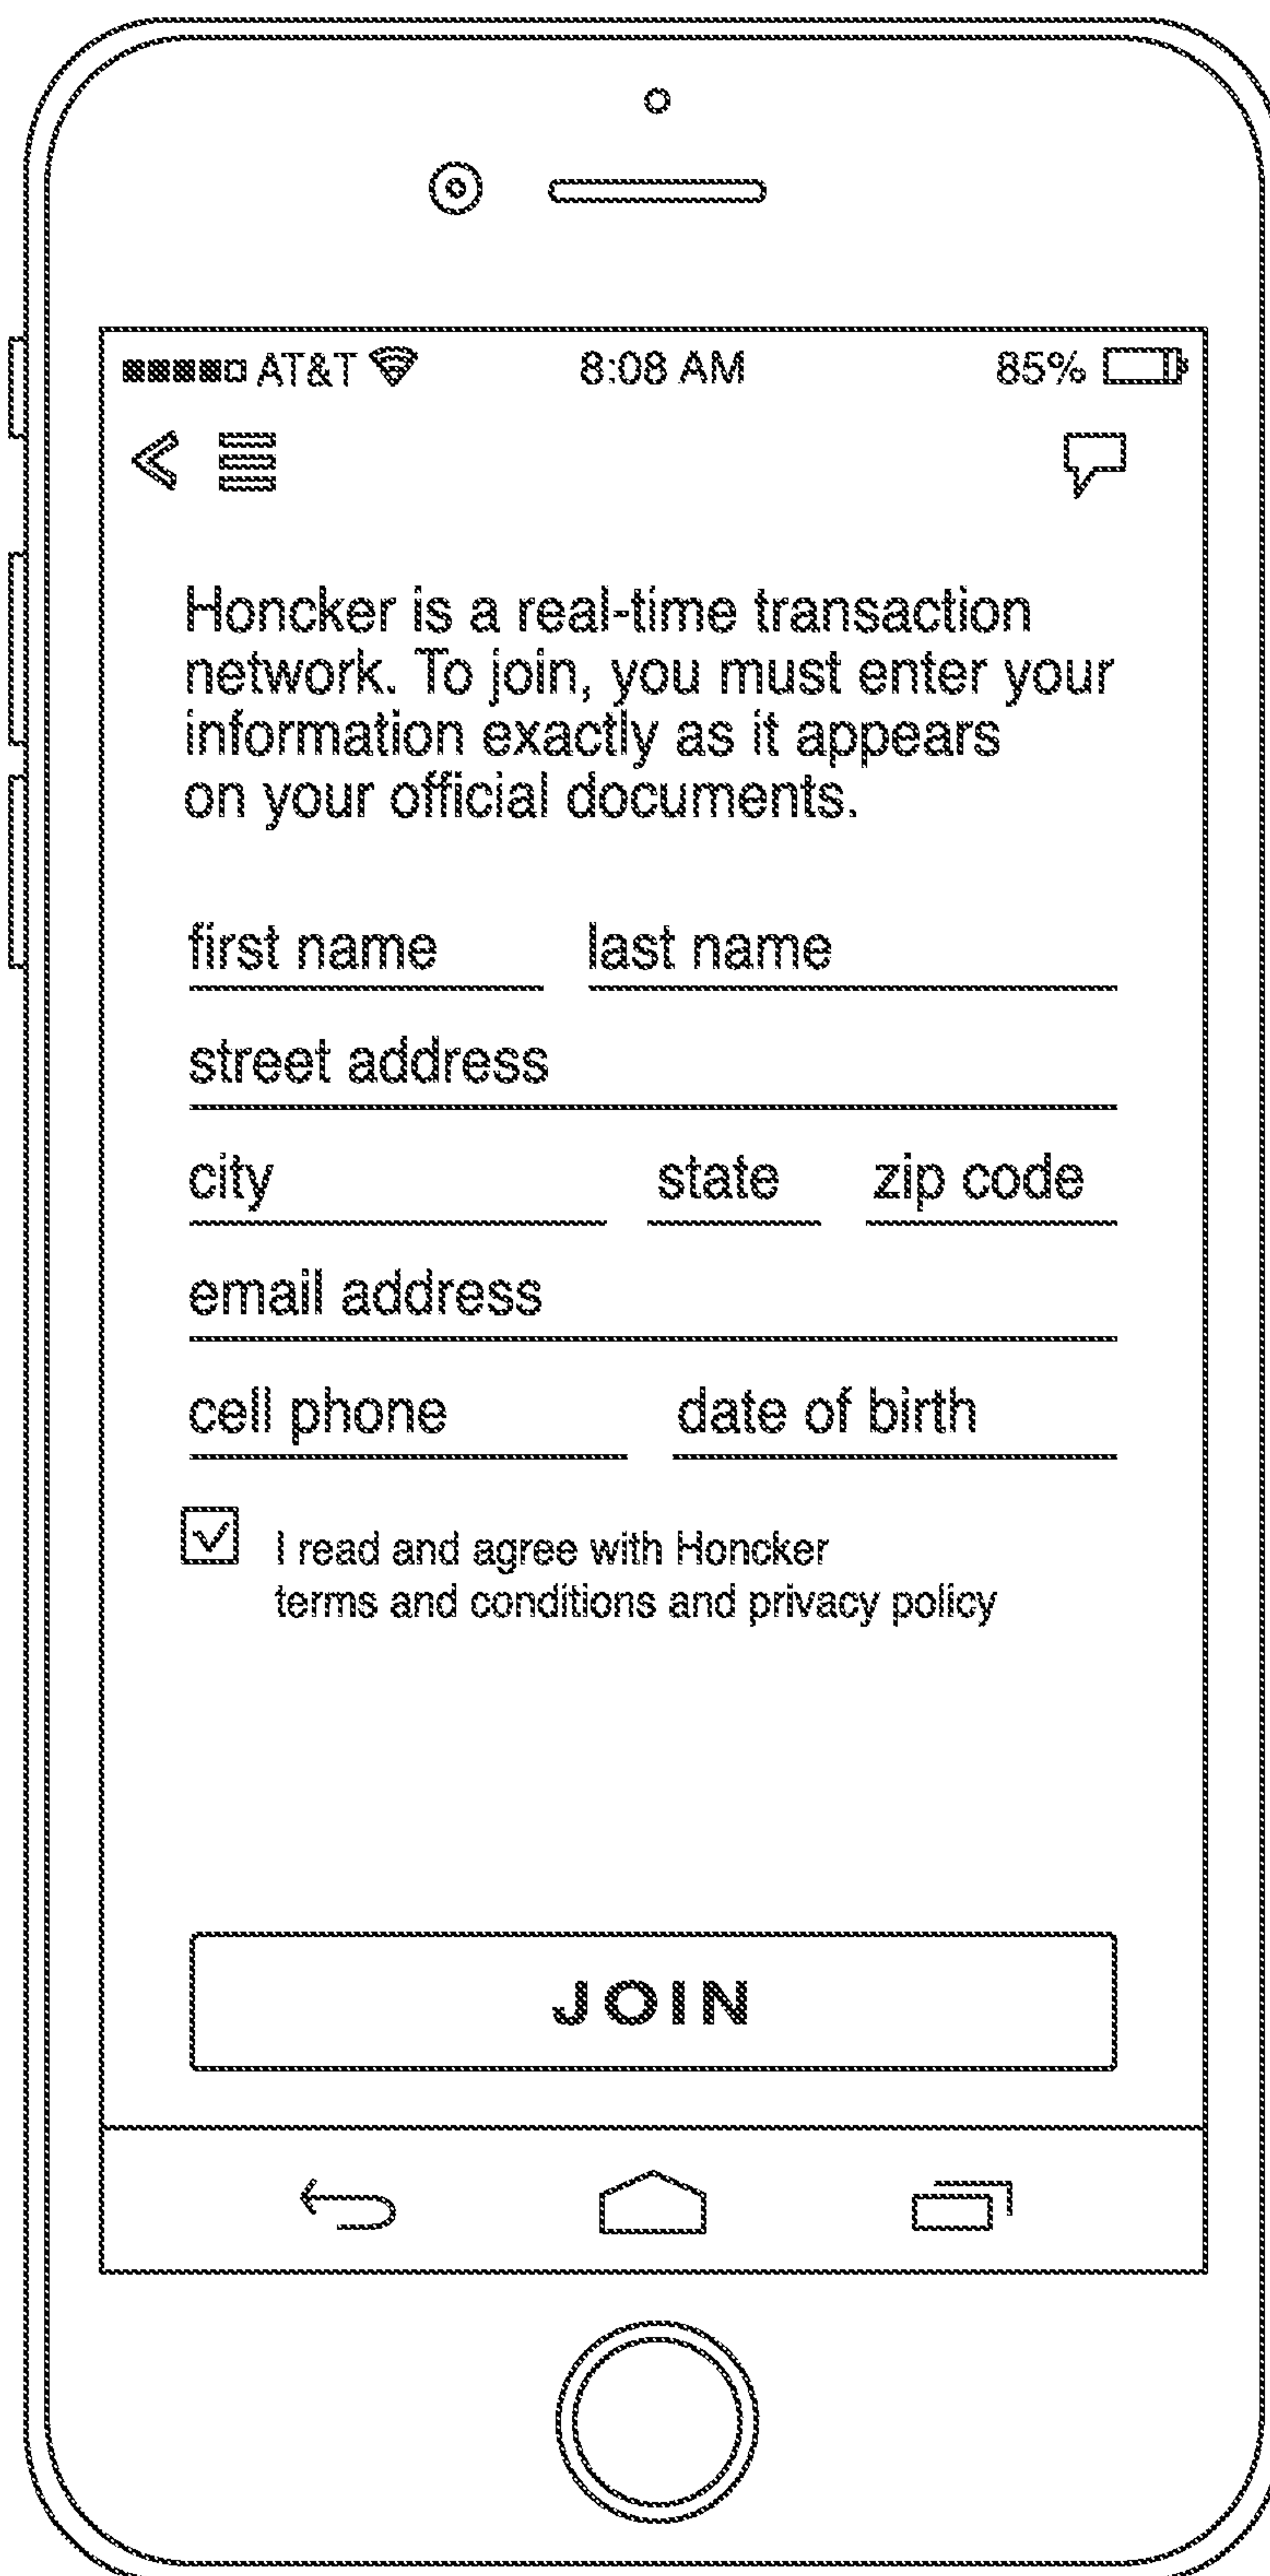 AT&T 8:08 AM 85%
Honcker is a real-time transaction
network. To join, you must enter your
information exactly as it appears
on your official documents.
first name last name
street address
city state zip code
email address
cell phone date of birth
I read and agree with Honcker
terms and conditions and privacy policy
JOIN